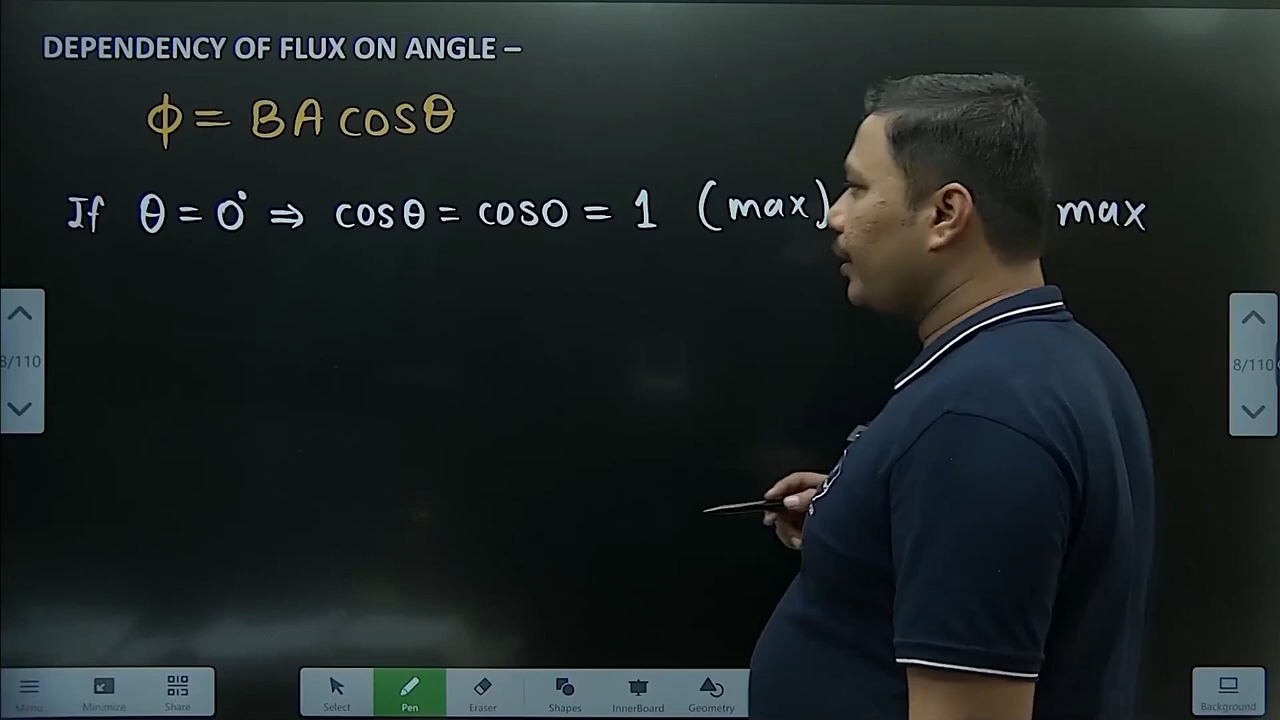 DEPENDENCY OF FLUX ON ANGLE –
ϕ = BA cosθ
If θ = 0° ⇒ cosθ = cos0 = 1 (max) max
8/110
8/110
Menu Minimize Share Select Pen Eraser Shapes InnerBoard Geometry Background